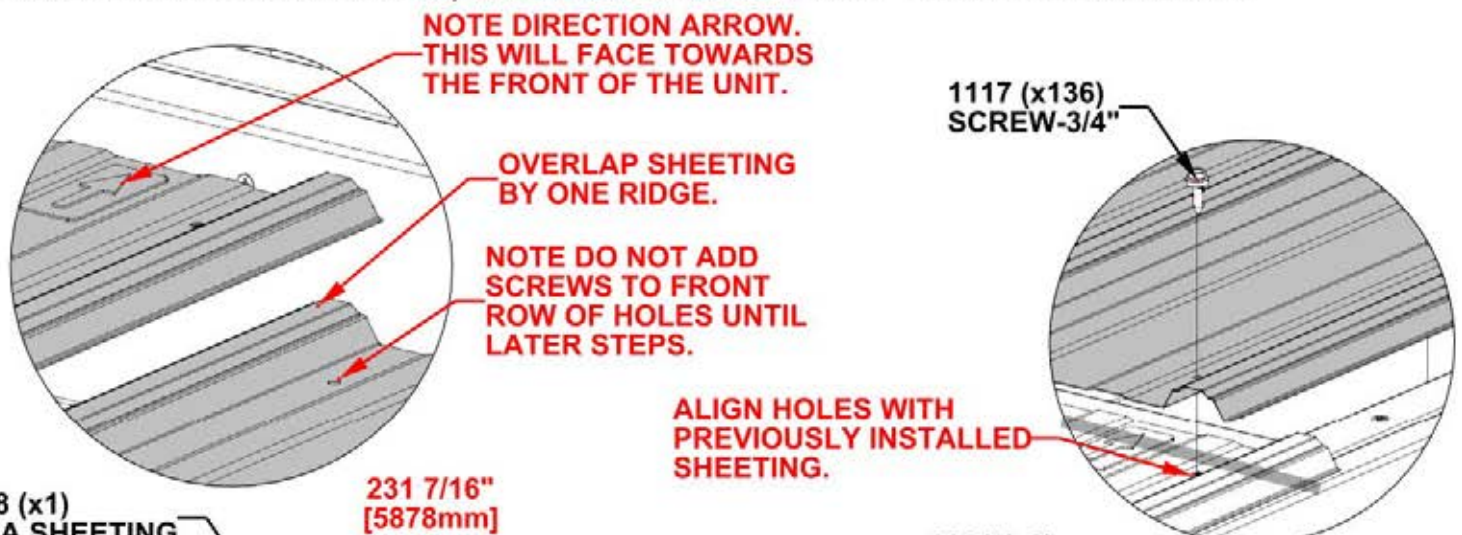 NOTE DIRECTION ARROW.
THIS WILL FACE TOWARDS
THE FRONT OF THE UNIT.
1117 (x136)
SCREW-3/4"
OVERLAP SHEETING
BY ONE RIDGE.
NOTE DO NOT ADD
SCREWS TO FRONT
ROW OF HOLES UNTIL
LATER STEPS.
ALIGN HOLES WITH
PREVIOUSLY INSTALLED
SHEETING.
231 7/16"
[5878mm]
8 (x1)
A SHEETING